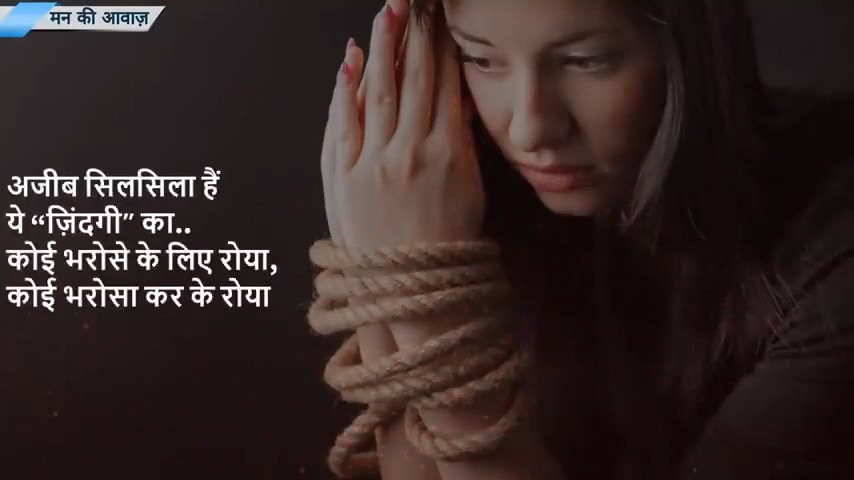 मन की आवाज़
अजीब सिलसिला हैं
ये “ज़िंदगी" का..
कोई भरोसे के लिए रोया,
कोई भरोसा कर के रोया